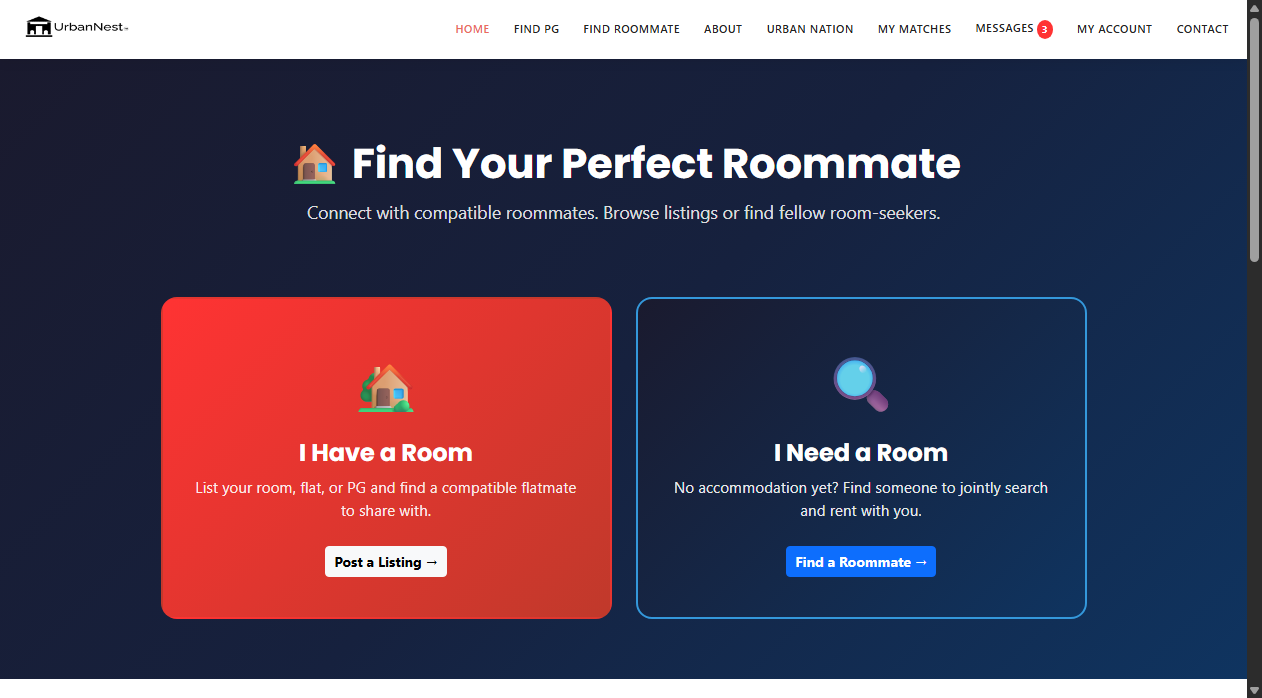 UrbanNest
HOME FIND PG FIND ROOMMATE ABOUT URBAN NATION MY MATCHES MESSAGES 3 MY ACCOUNT CONTACT
Find Your Perfect Roommate
Connect with compatible roommates. Browse listings or find fellow room-seekers.
I Have a Room
List your room, flat, or PG and find a compatible flatmate
to share with.
Post a Listing →
I Need a Room
No accommodation yet? Find someone to jointly search
and rent with you.
Find a Roommate →